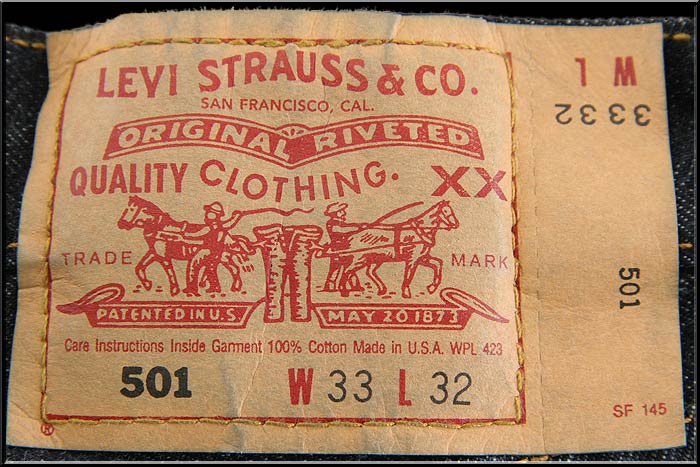 LEVI STRAUSS & CO.
SAN FRANCISCO, CAL.
ORIGINAL RIVETED
QUALITY CLOTHING. XX
TRADE MARK
PATENTED IN U.S. MAY 20 1873
Care Instructions Inside Garment 100% Cotton Made in U.S.A. WPL 423
501 W 33 L 32
®
W L
3332
501
SF 145